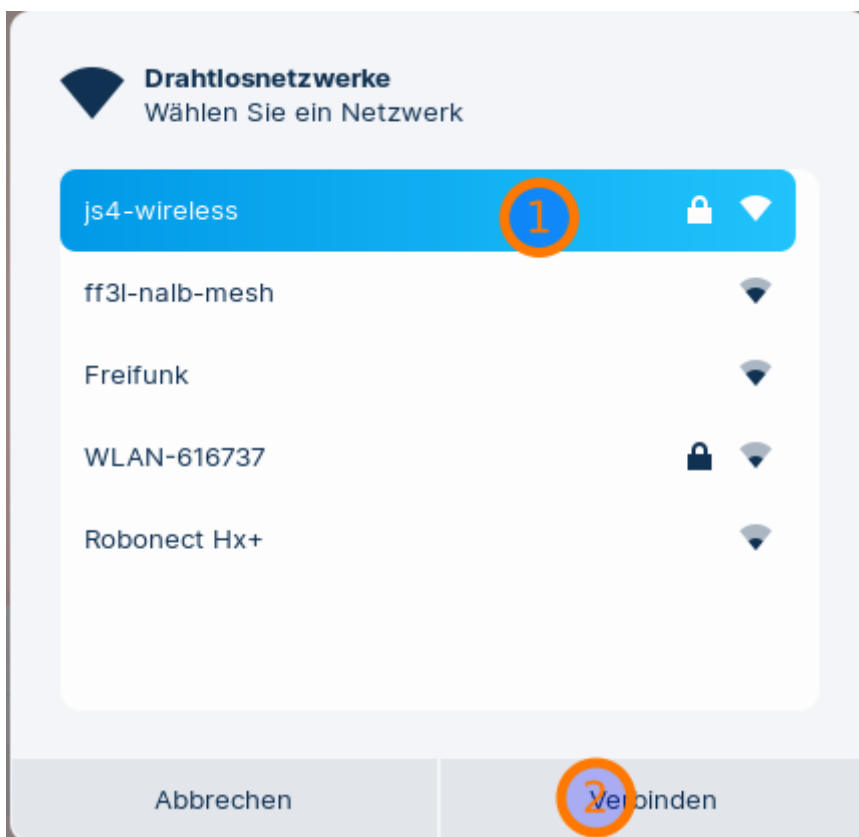 Drahtlosnetzwerke
Wählen Sie ein Netzwerk
js4-wireless
1
ff3l-nalb-mesh
Freifunk
WLAN-616737
Robonect Hx+
Abbrechen
2
Verbinden